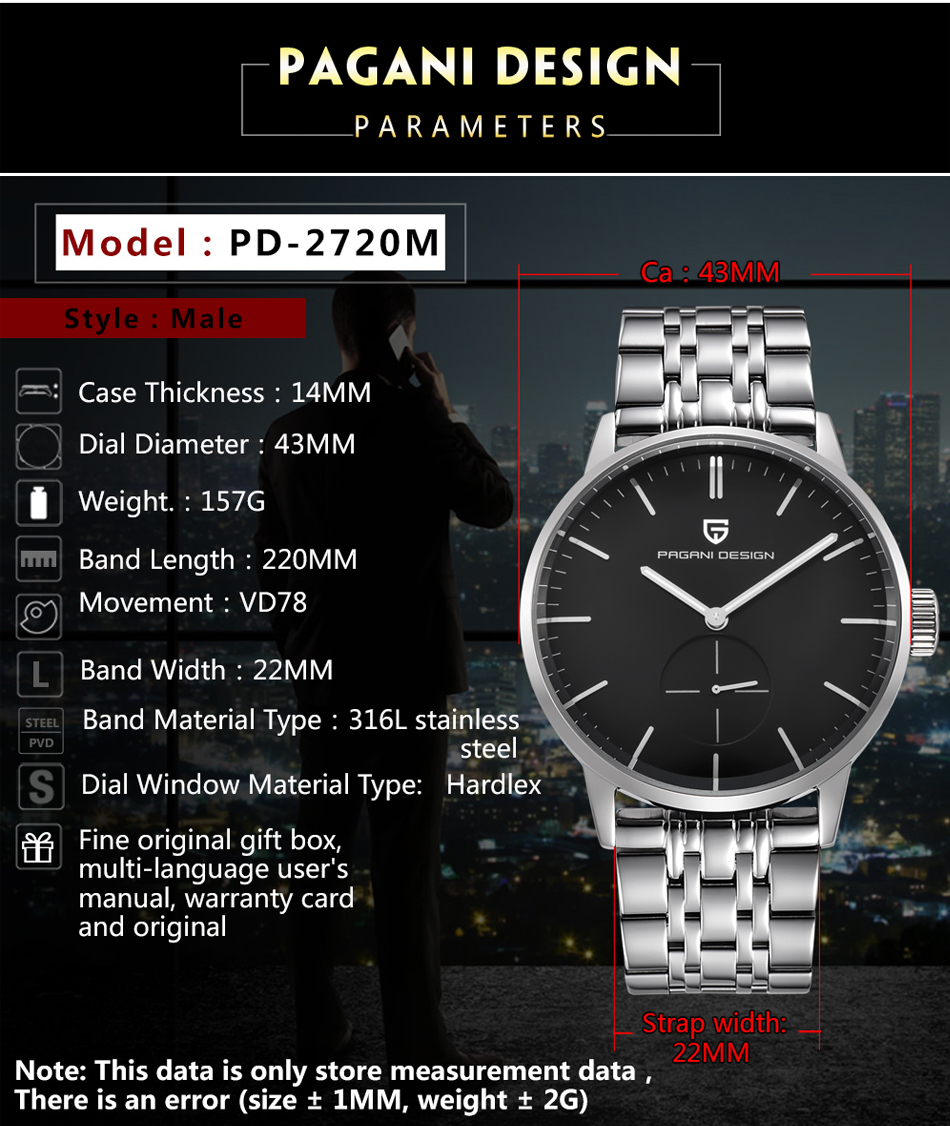 PAGANI DESIGN
PARAMETERS
Model : PD-2720M
Ca : 43MM
Style : Male
Case Thickness : 14MM
Dial Diameter : 43MM
Weight. : 157G
Band Length : 220MM
Movement : VD78
L
Band Width : 22MM
STEEL
PVD
Band Material Type : 316L stainless
steel
S
Dial Window Material Type: Hardlex
Fine original gift box,
multi-language user's
manual, warranty card
and original
PAGANI DESIGN
Strap width:
22MM
Note: This data is only store measurement data ,
There is an error (size ± 1MM, weight ± 2G)